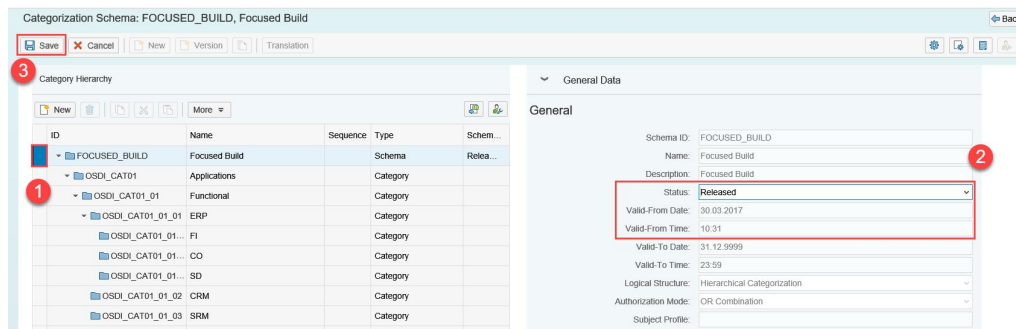 Categorization Schema: FOCUSED_BUILD, Focused Build
Bac
Save Cancel New Version Translation
3
Category Hierarchy
General Data
New More
General
ID Name Sequence Type Schem...
FOCUSED_BUILD Focused Build Schema Relea...
OSDI_CAT01 Applications Category
1
OSDI_CAT01_01 Functional Category
OSDI_CAT01_01_01 ERP Category
OSDI_CAT01_01... FI Category
OSDI_CAT01_01... CO Category
OSDI_CAT01_01... SD Category
OSDI_CAT01_01_02 CRM Category
OSDI_CAT01_01_03 SRM Category
Schema ID: FOCUSED_BUILD
2
Name: Focused Build
Description: Focused Build
Status: Released
Valid-From Date: 30.03.2017
Valid-From Time: 10:31
Valid-To Date: 31.12.9999
Valid-To Time: 23:59
Logical Structure: Hierarchical Categorization
Authorization Mode: OR Combination
Subject Profile: